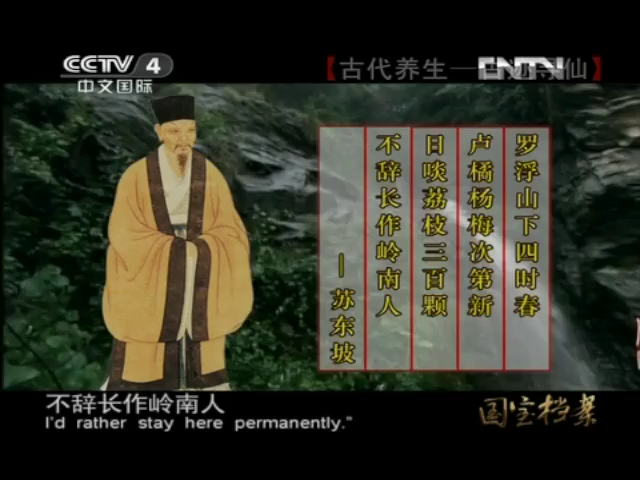 CCTV 4
中文国际
【古代养生
仙】
CNTV
罗浮山下四时春
卢橘杨梅次第新
日啖荔枝三百颗
不辞长作岭南人
—苏东坡
不辞长作岭南人
I'd rather stay here permanently."
国宝档案